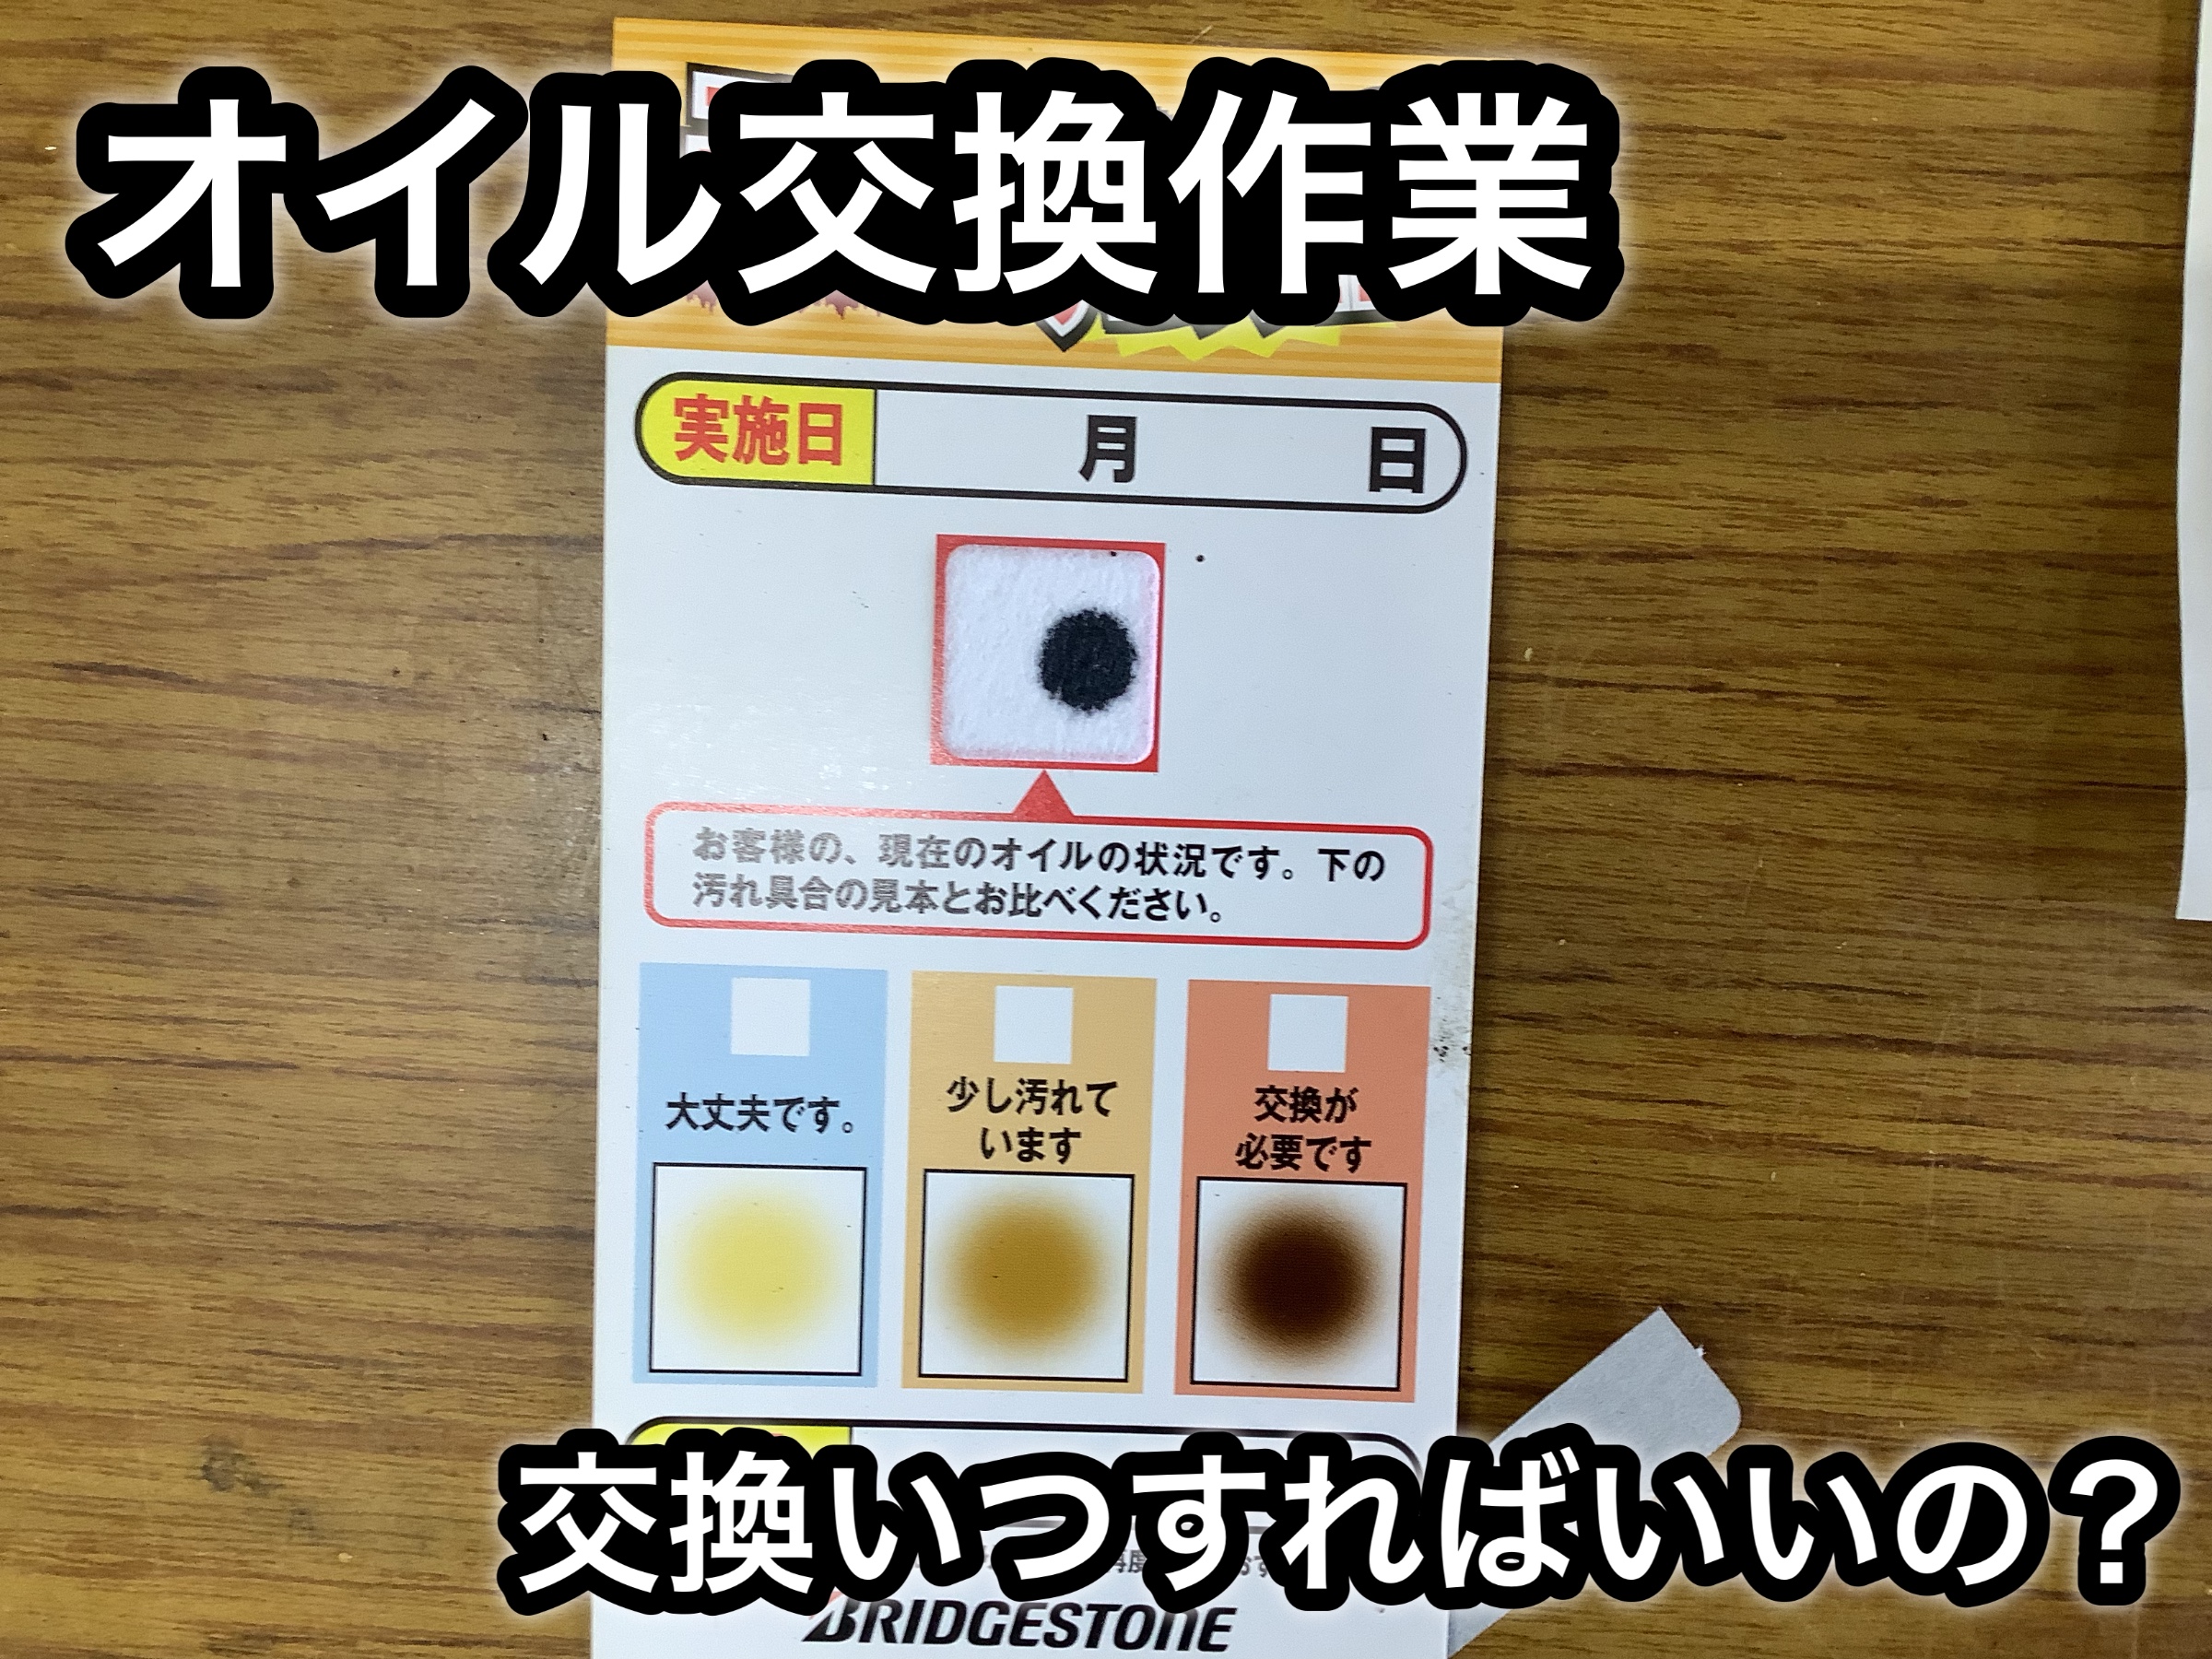 オイル交換作業
実施日 月 日
お客様の、現在のオイルの状況です。下の
汚れ具合の見本とお比べください。
大丈夫です。
少し汚れて
います
交換が
必要です
交換いつすればいいの？
BRIDGESTONE